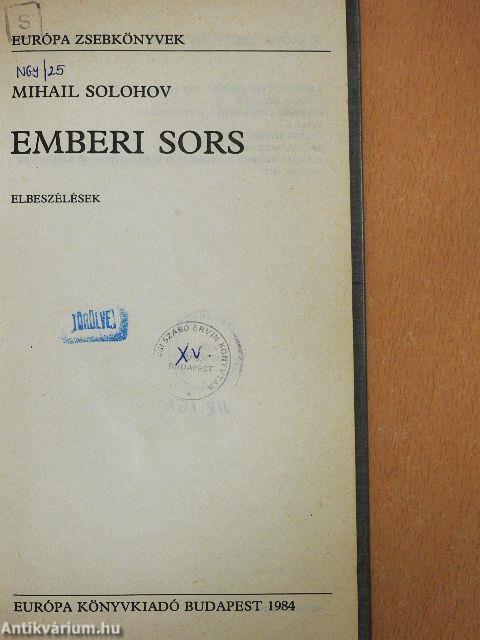 S
EURÓPA ZSEBKÖNYVEK
NGY/25
MIHAIL SOLOHOV
EMBERI SORS
ELBESZÉLÉSEK
TÖRÖLVE
SZABÓ ERVIN KÖNYVTÁR
XV.
BUDAPEST
EURÓPA KÖNYVKIADÓ BUDAPEST 1984
Antikvárium.hu